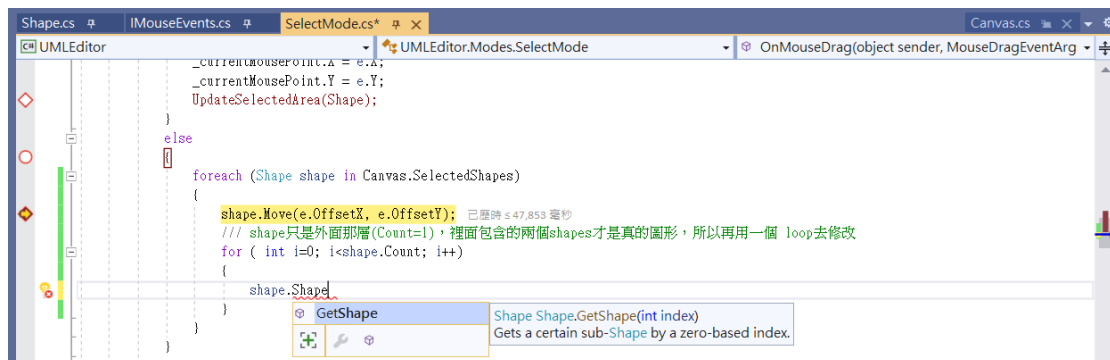 Shape.cs IMouseEvents.cs SelectMode.cs* Canvas.cs
C# UMLEditor UMLEditor.Modes.SelectMode OnMouseDrag(object sender, MouseDragEventArg
_currentMousePoint.X = e.X;
_currentMousePoint.Y = e.Y;
UpdateSelectedArea(Shape);
}
else
{
foreach (Shape shape in Canvas.SelectedShapes)
{
shape.Move(e.OffsetX, e.OffsetY); 已歷時 ≤ 47,853 毫秒
/// shape只是外面那層(Count=1)，裡面包含的兩個shapes才是真的圖形，所以再用一個 loop去修改
for ( int i=0; i<shape.Count; i++)
{
shape.Shape
}
GetShape
Shape Shape.GetShape(int index)
Gets a certain sub-Shape by a zero-based index.
}
}